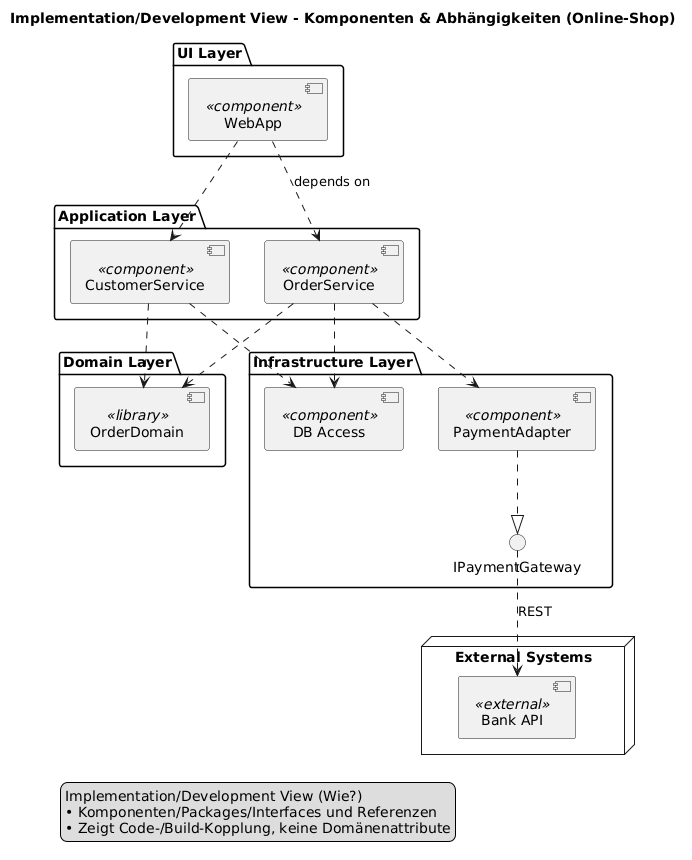 Implementation/Development View - Komponenten & Abhängigkeiten (Online-Shop)
UI Layer
«component»
WebApp
depends on
Application Layer
«component»
CustomerService
«component»
OrderService
Domain Layer
«library»
OrderDomain
Infrastructure Layer
«component»
DB Access
«component»
PaymentAdapter
IPaymentGateway
REST
External Systems
«external»
Bank API
Implementation/Development View (Wie?)
• Komponenten/Packages/Interfaces und Referenzen
• Zeigt Code-/Build-Kopplung, keine Domänenattribute